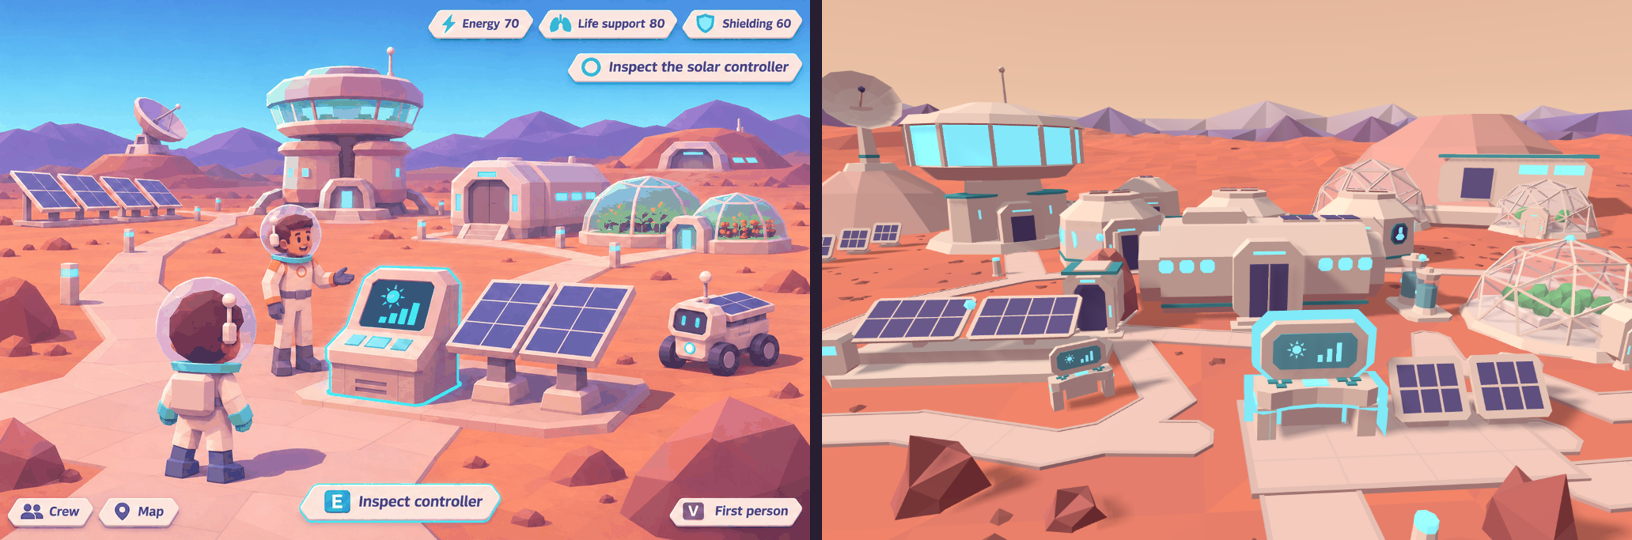 Energy 70
Life support 80
Shielding 60
Inspect the solar controller
E Inspect controller
Crew
Map
V First person